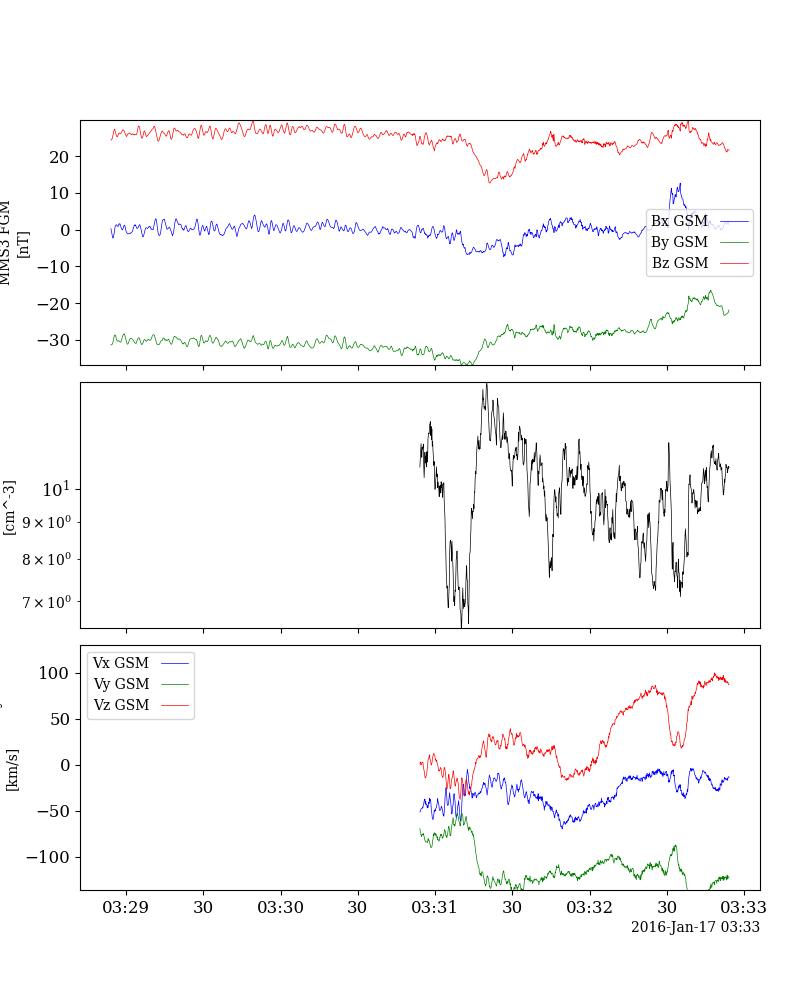 20
10
0
−10
−20
−30
MMS3 FGM
[nT]
Bx GSM
By GSM
Bz GSM
10¹
9 × 10⁰
8 × 10⁰
7 × 10⁰
[cm^-3]
Vx GSM
Vy GSM
Vz GSM
100
50
0
−50
−100
[km/s]
03:29 30 03:30 30 03:31 30 03:32 30 03:33
2016-Jan-17 03:33